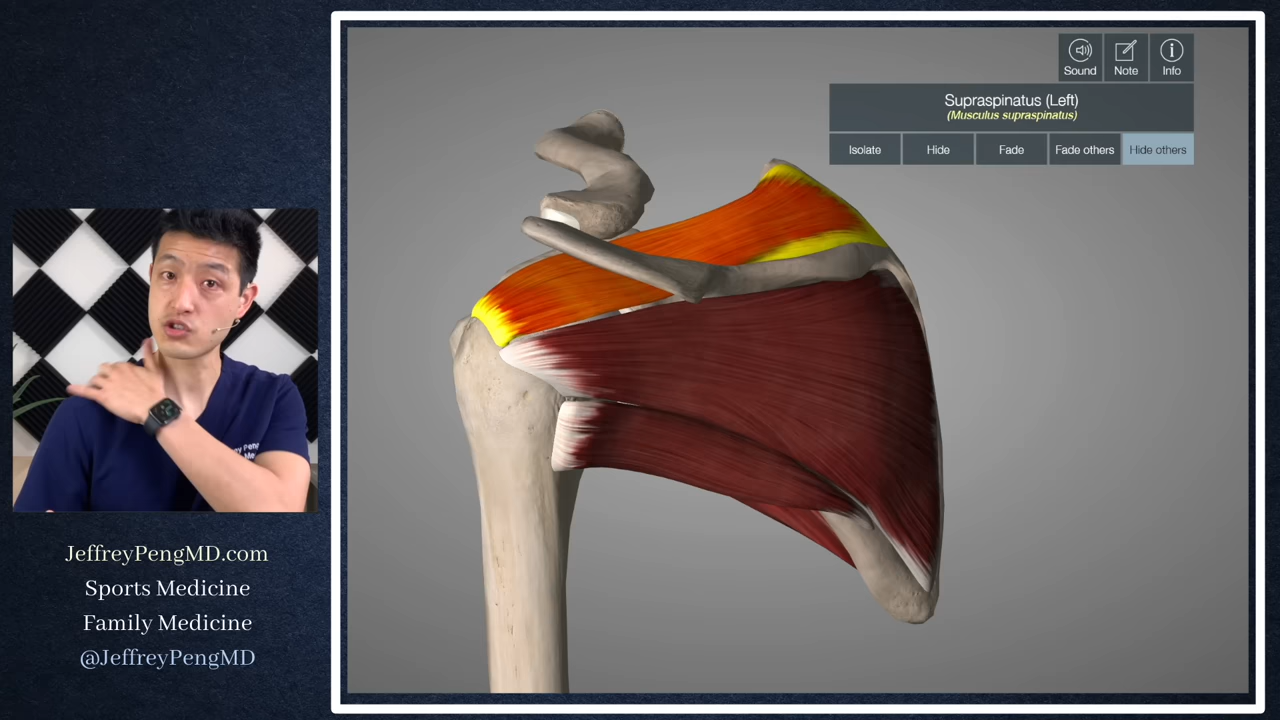 Sound
Note
Info
Supraspinatus (Left)
(Musculus supraspinatus)
Isolate
Hide
Fade
Fade others
Hide others
JeffreyPengMD.com
Sports Medicine
Family Medicine
@JeffreyPengMD